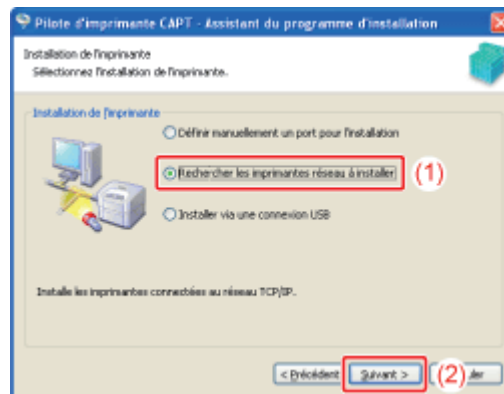 Pilote d'imprimante CAPT - Assistant du programme d'installation
Installation de l'imprimante
Sélectionnez l'installation de l'imprimante.
Installation de l'imprimante
Définir manuellement un port pour l'installation
Rechercher les imprimantes réseau à installer
(1)
Installer via une connexion USB
Installe les imprimantes connectées au réseau TCP/IP.
< Précédent
Suivant >
(2)